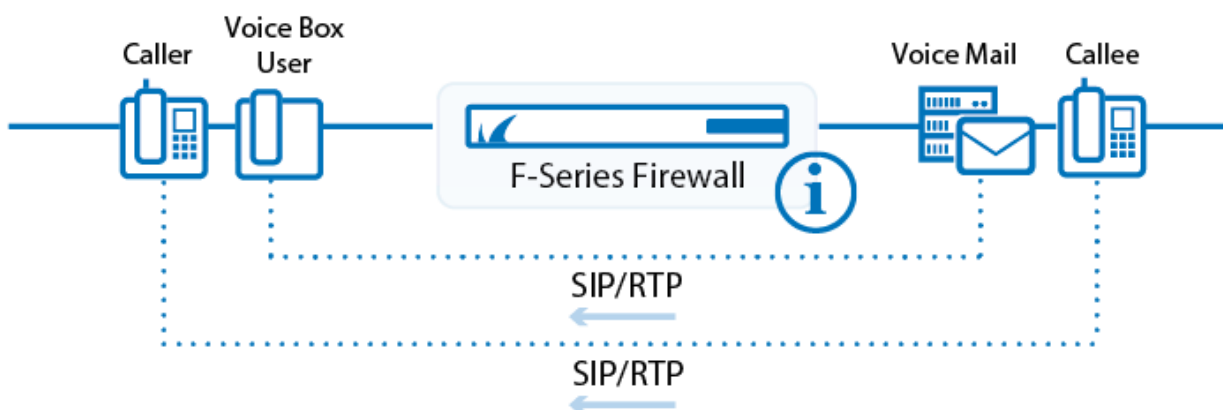 Caller
Voice Box
User
Voice Mail
Callee
F-Series Firewall
i
SIP/RTP
SIP/RTP